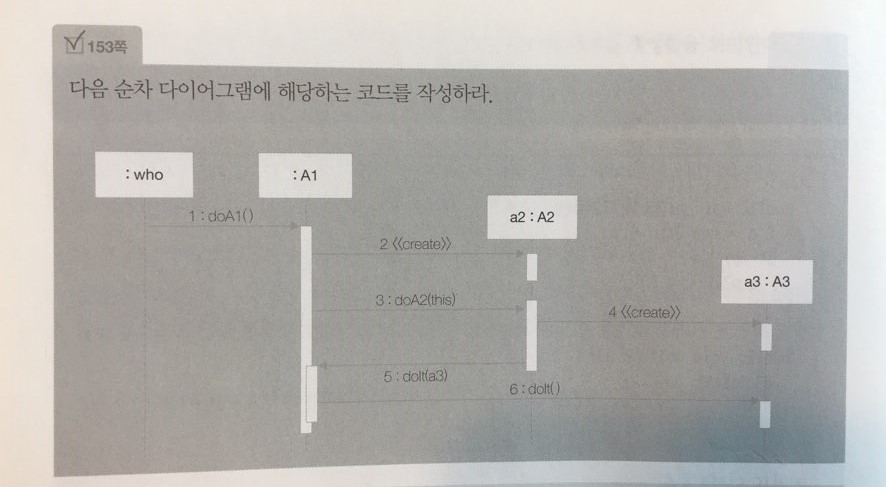 153쪽
다음 순차 다이어그램에 해당하는 코드를 작성하라.
: who
: A1
1 : doA1( )
a2 : A2
2 《create》
a3 : A3
3 : doA2(this)
4 《create》
5 : doIt(a3)
6 : doIt( )